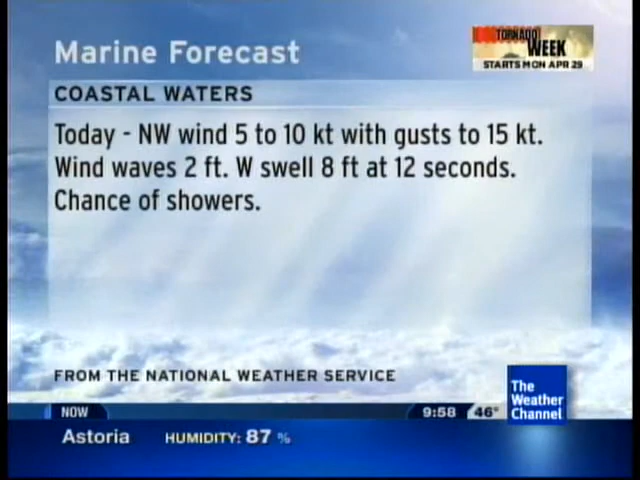 Marine Forecast
TORNADO
WEEK
STARTS MON APR 29
COASTAL WATERS
Today - NW wind 5 to 10 kt with gusts to 15 kt.
Wind waves 2 ft. W swell 8 ft at 12 seconds.
Chance of showers.
FROM THE NATIONAL WEATHER SERVICE
The
Weather
Channel
NOW
9:58 46°
Astoria HUMIDITY: 87 %